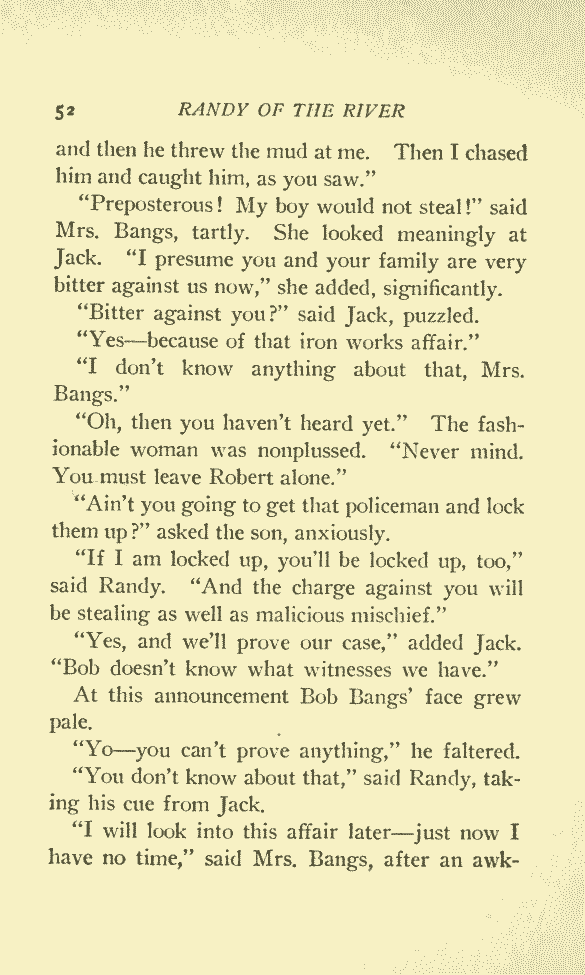 52 RANDY OF THE RIVER
and then he threw the mud at me. Then I chased
him and caught him, as you saw.”
“Preposterous! My boy would not steal!” said
Mrs. Bangs, tartly. She looked meaningly at
Jack. “I presume you and your family are very
bitter against us now,” she added, significantly.
“Bitter against you?” said Jack, puzzled.
“Yes—because of that iron works affair.”
“I don’t know anything about that, Mrs.
Bangs.”
“Oh, then you haven’t heard yet.” The fash-
ionable woman was nonplussed. “Never mind.
You must leave Robert alone.”
“Ain’t you going to get that policeman and lock
them up?” asked the son, anxiously.
“If I am locked up, you’ll be locked up, too,”
said Randy. “And the charge against you will
be stealing as well as malicious mischief.”
“Yes, and we’ll prove our case,” added Jack.
“Bob doesn’t know what witnesses we have.”
At this announcement Bob Bangs’ face grew
pale.
“Yo—you can’t prove anything,” he faltered.
“You don’t know about that,” said Randy, tak-
ing his cue from Jack.
“I will look into this affair later—just now I
have no time,” said Mrs. Bangs, after an awk-